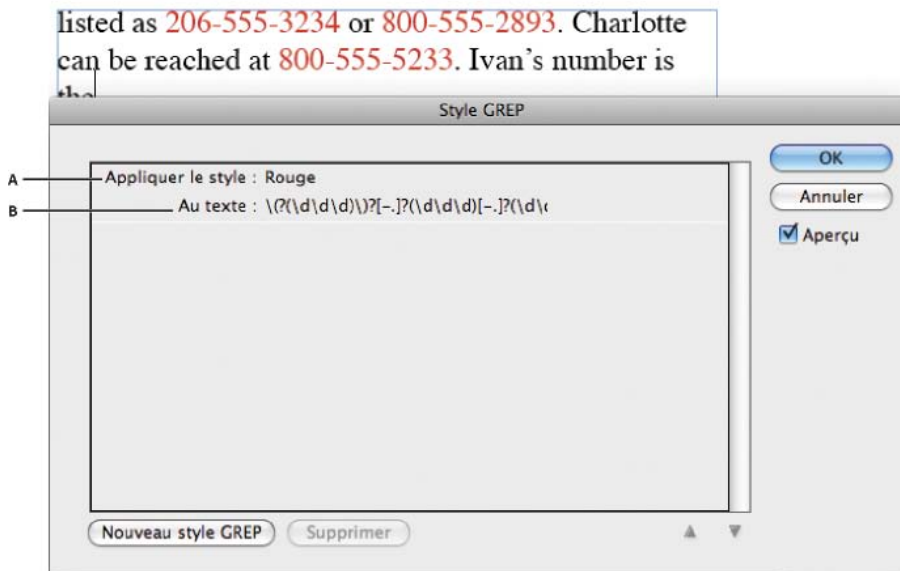 listed as 206-555-3234 or 800-555-2893. Charlotte
can be reached at 800-555-5233. Ivan’s number is
the
Style GREP
A
Appliquer le style : Rouge
B
Au texte : \(?(\d\d\d)\)?[-.]?(\d\d\d)[-.]?(\d\
OK
Annuler
Aperçu
Nouveau style GREP
Supprimer